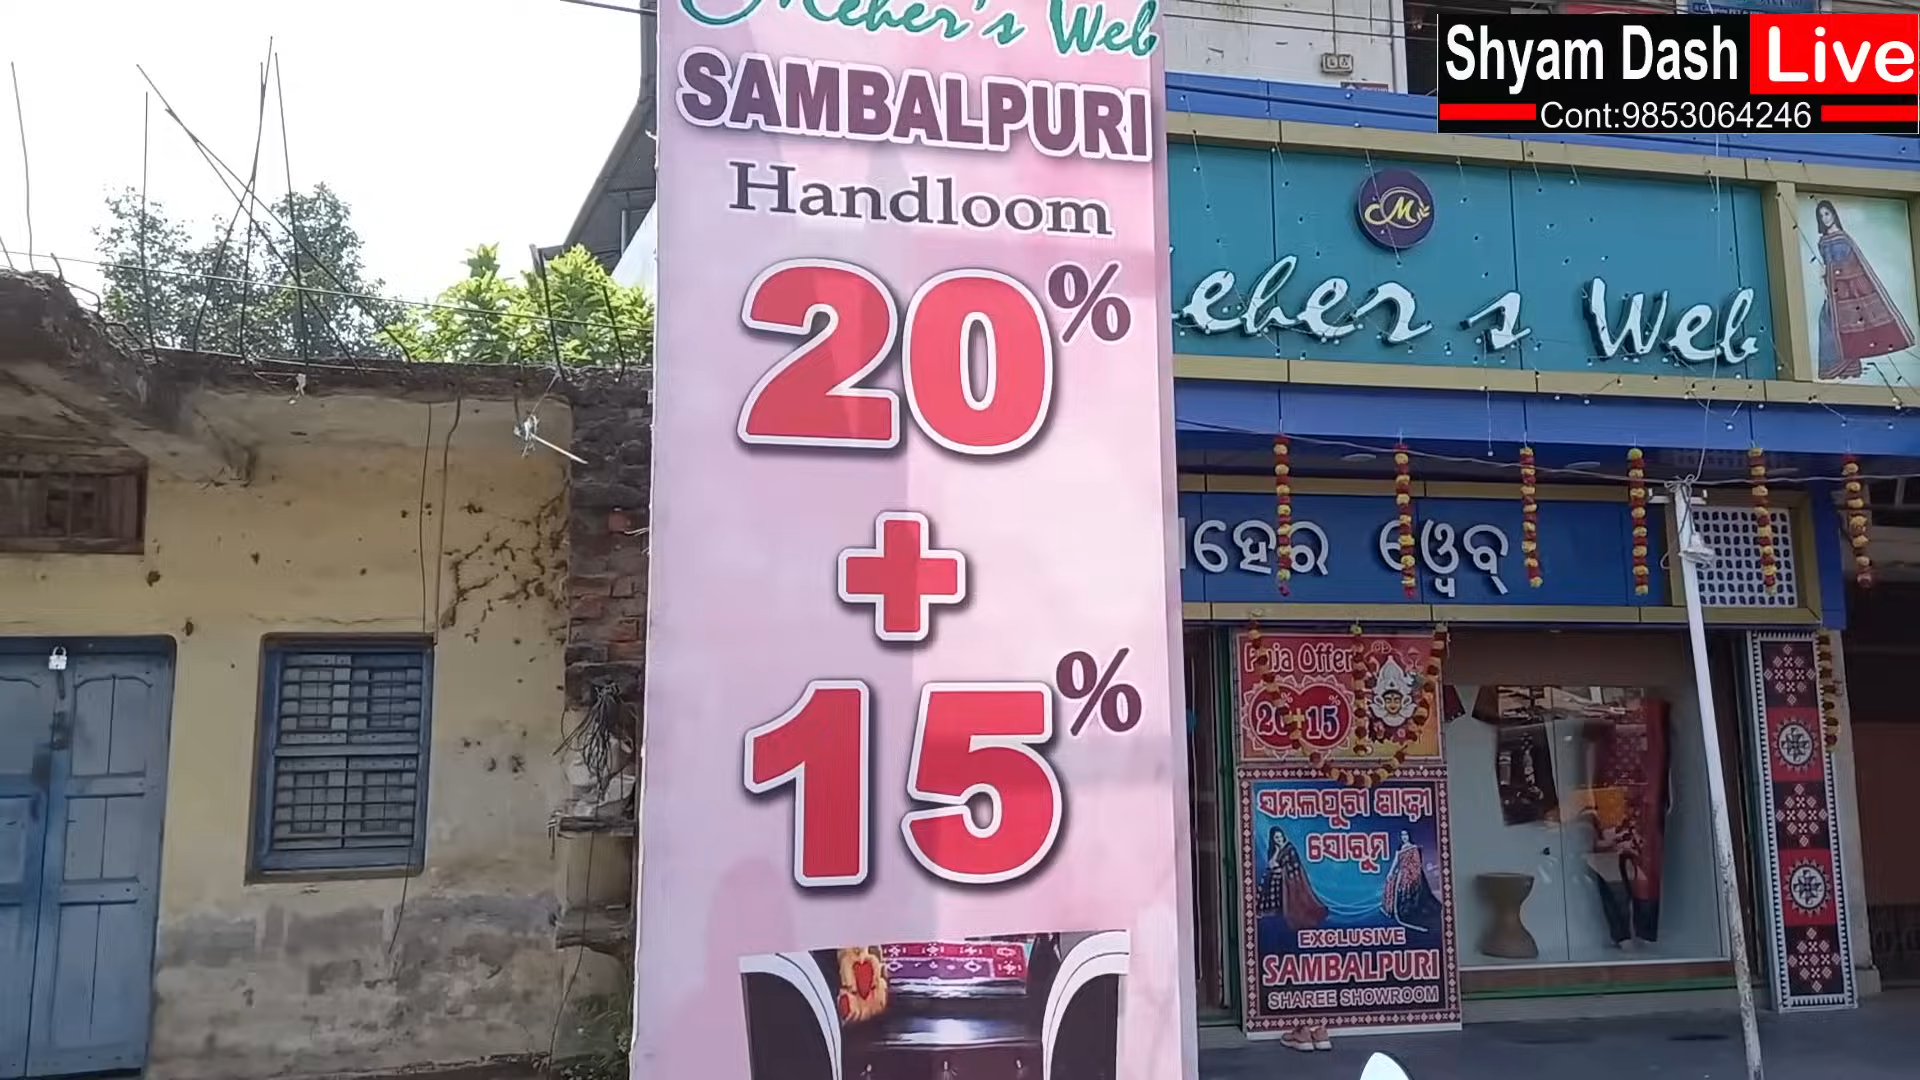 Meher's Web
SAMBALPURI
Handloom
20%
+
15%
Shyam Dash Live
Cont:9853064246
M
eher's Web
ହେର ୱେବ୍
Puja Offer
20+15%
ସମ୍ବଲପୁରୀ ଶାଢ଼ୀ
ସୋରୁମ
EXCLUSIVE
SAMBALPURI
SHAREE SHOWROOM